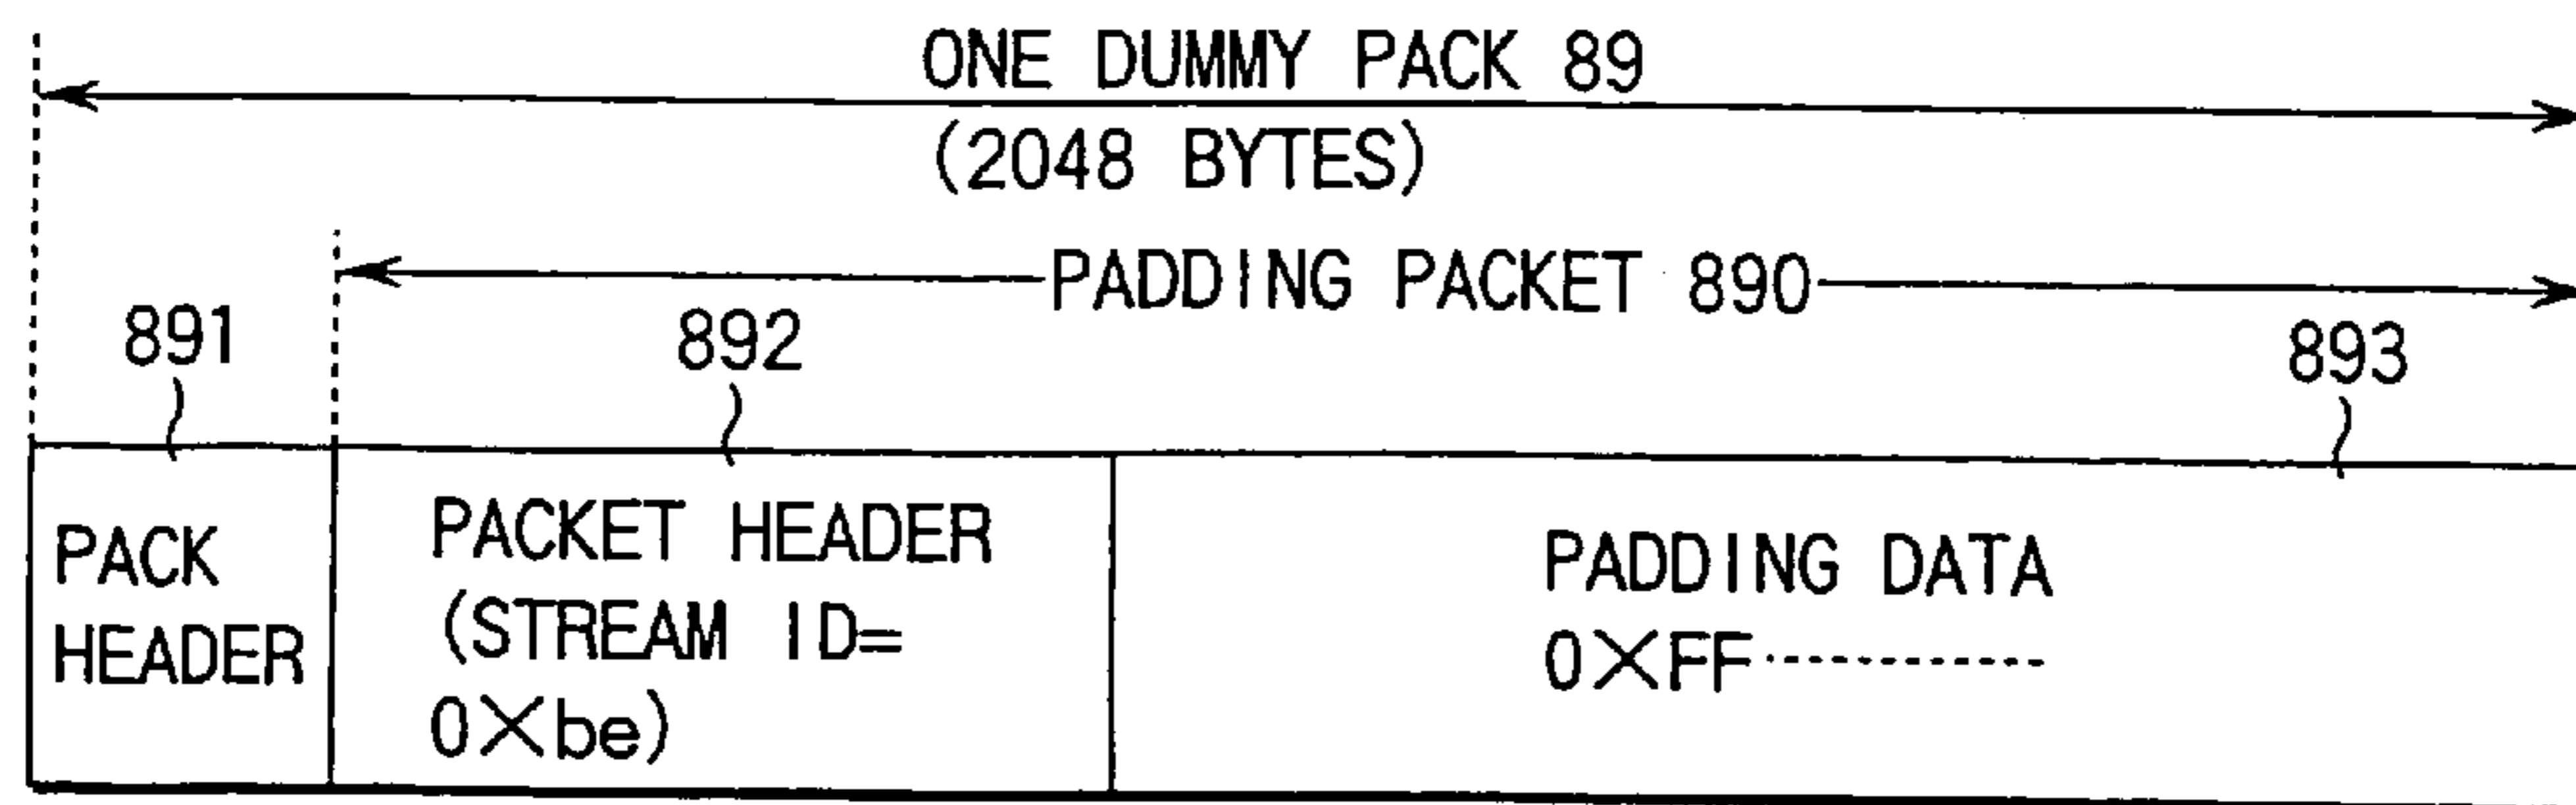 ONE DUMMY PACK 89
(2048 BYTES)
PADDING PACKET 890
891
892
893
PACK
HEADER
PACKET HEADER
(STREAM ID=
0×be)
PADDING DATA
0×FF-----------